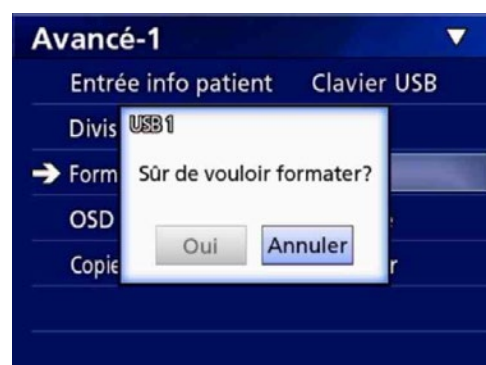 Avancé-1
Entrée info patient Clavier USB
Divis
USB 1
Form
Sûr de vouloir formater?
OSD
Oui Annuler
Copie